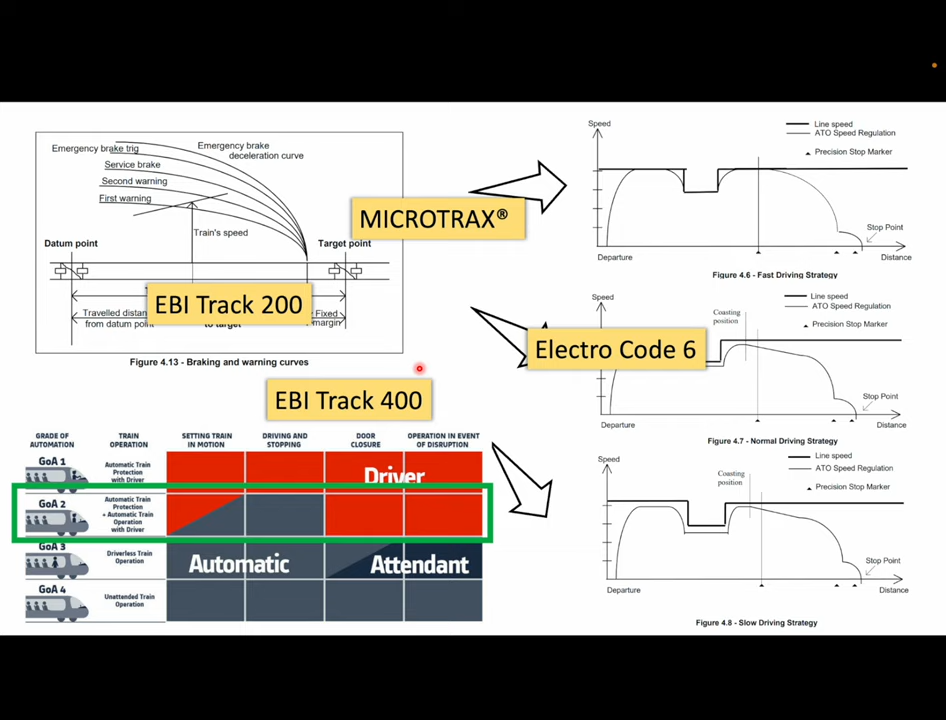 Emergency brake trig
Emergency brake
deceleration curve
Service brake
Second warning
First warning
Train's speed
Datum point
Target point
Travelled distan
from datum point
to target
Fixed
margin
Figure 4.13 - Braking and warning curves
MICROTRAX®
EBI Track 200
EBI Track 400
Electro Code 6
Speed
Line speed
ATO Speed Regulation
Precision Stop Marker
Stop Point
Departure
Distance
Figure 4.6 - Fast Driving Strategy
Speed
Line speed
ATO Speed Regulation
Precision Stop Marker
Coasting
position
Stop Point
Departure
Distance
Figure 4.7 - Normal Driving Strategy
Speed
Line speed
ATO Speed Regulation
Precision Stop Marker
Coasting
position
Stop Point
Departure
Distance
Figure 4.8 - Slow Driving Strategy
GRADE OF
AUTOMATION
TRAIN
OPERATION
SETTING TRAIN
IN MOTION
DRIVING AND
STOPPING
DOOR
CLOSURE
OPERATION IN EVENT
OF DISRUPTION
GoA 1
Automatic Train
Protection
with Driver
Driver
GoA 2
Automatic Train
Protection
+ Automatic Train
Operation
with Driver
GoA 3
Driverless Train
Operation
Automatic
Attendant
GoA 4
Unattended Train
Operation